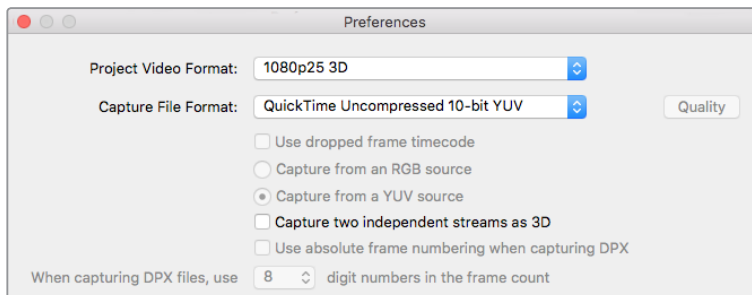 Preferences
Project Video Format: 1080p25 3D
Capture File Format: QuickTime Uncompressed 10-bit YUV Quality
Use dropped frame timecode
Capture from an RGB source
Capture from a YUV source
Capture two independent streams as 3D
Use absolute frame numbering when capturing DPX
When capturing DPX files, use 8 digit numbers in the frame count